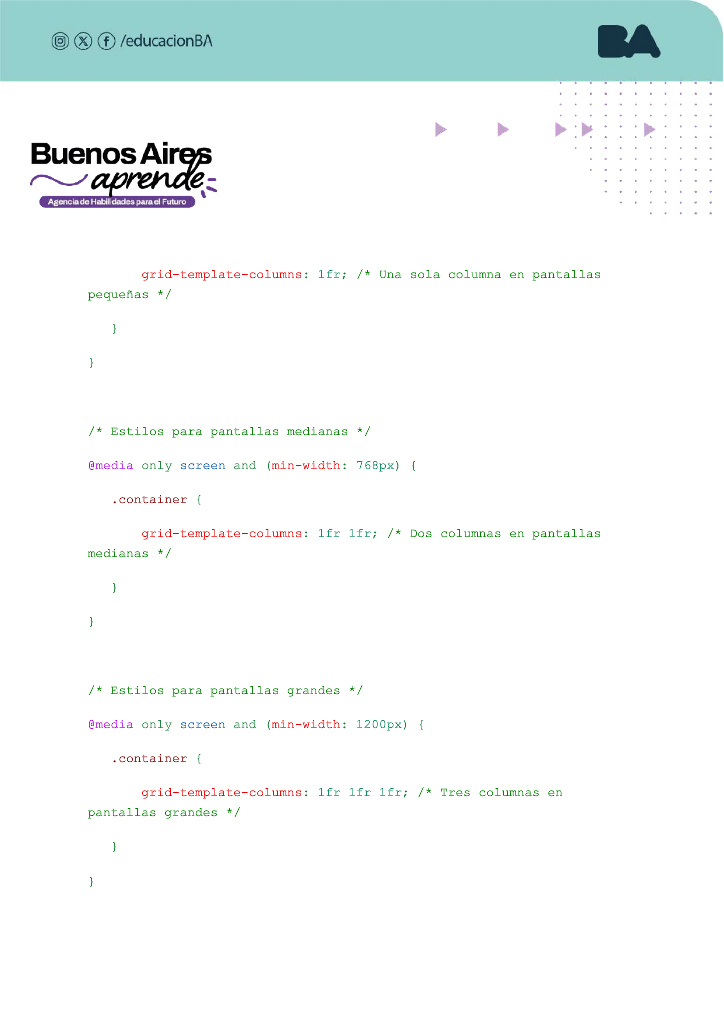 /educacionBA
BA
Buenos Aires
aprende
Agencia de Habilidades para el Futuro
grid-template-columns: 1fr; /* Una sola columna en pantallas
pequeñas */
}
}
/* Estilos para pantallas medianas */
@media only screen and (min-width: 768px) {
.container {
grid-template-columns: 1fr 1fr; /* Dos columnas en pantallas
medianas */
}
}
/* Estilos para pantallas grandes */
@media only screen and (min-width: 1200px) {
.container {
grid-template-columns: 1fr 1fr 1fr; /* Tres columnas en
pantallas grandes */
}
}